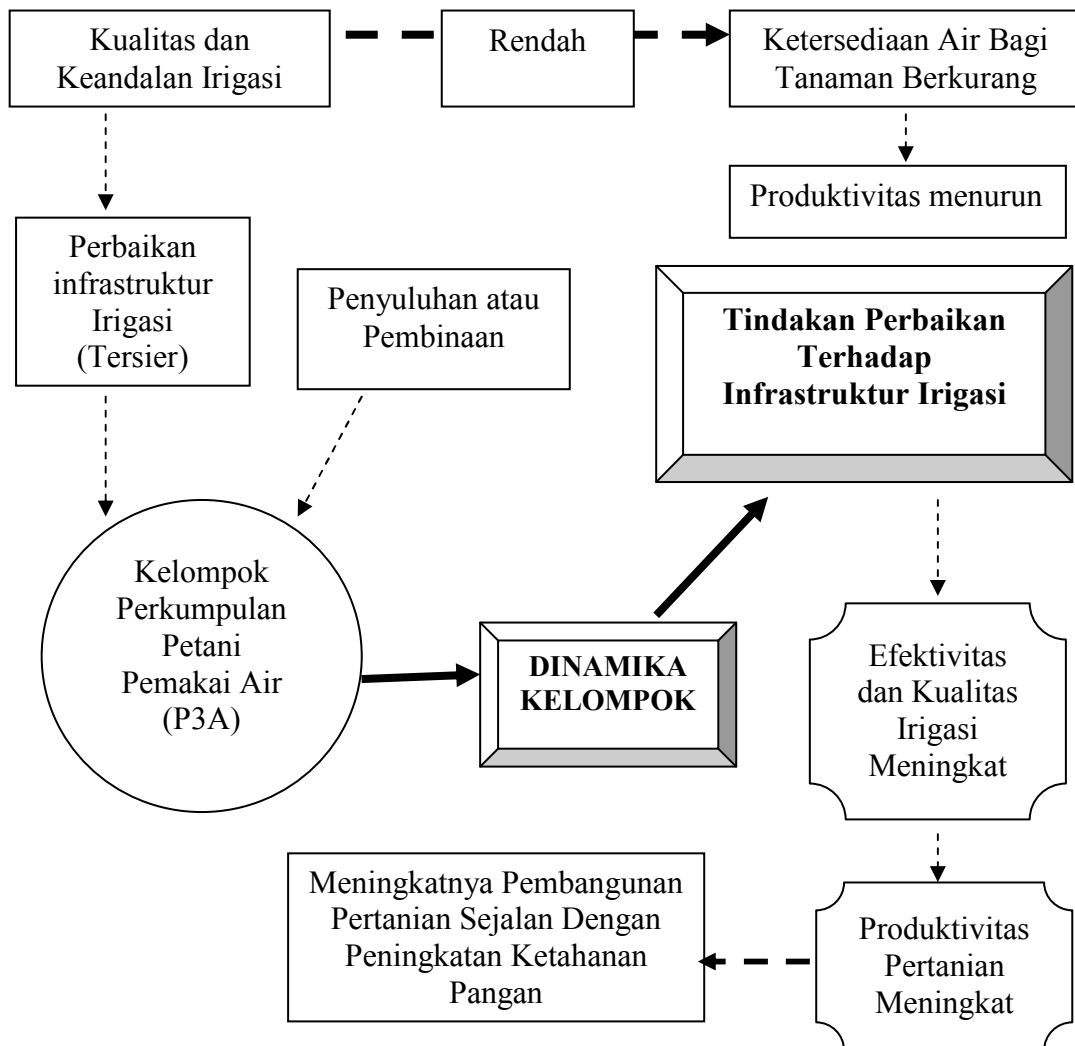 Kualitas dan
Keandalan Irigasi
Rendah
Ketersediaan Air Bagi
Tanaman Berkurang
Produktivitas menurun
Perbaikan
infrastruktur
Irigasi
(Tersier)
Penyuluhan atau
Pembinaan
Tindakan Perbaikan
Terhadap
Infrastruktur Irigasi
Kelompok
Perkumpulan
Petani
Pemakai Air
(P3A)
DINAMIKA
KELOMPOK
Efektivitas
dan Kualitas
Irigasi
Meningkat
Meningkatnya Pembangunan
Pertanian Sejalan Dengan
Peningkatan Ketahanan
Pangan
Produktivitas
Pertanian
Meningkat